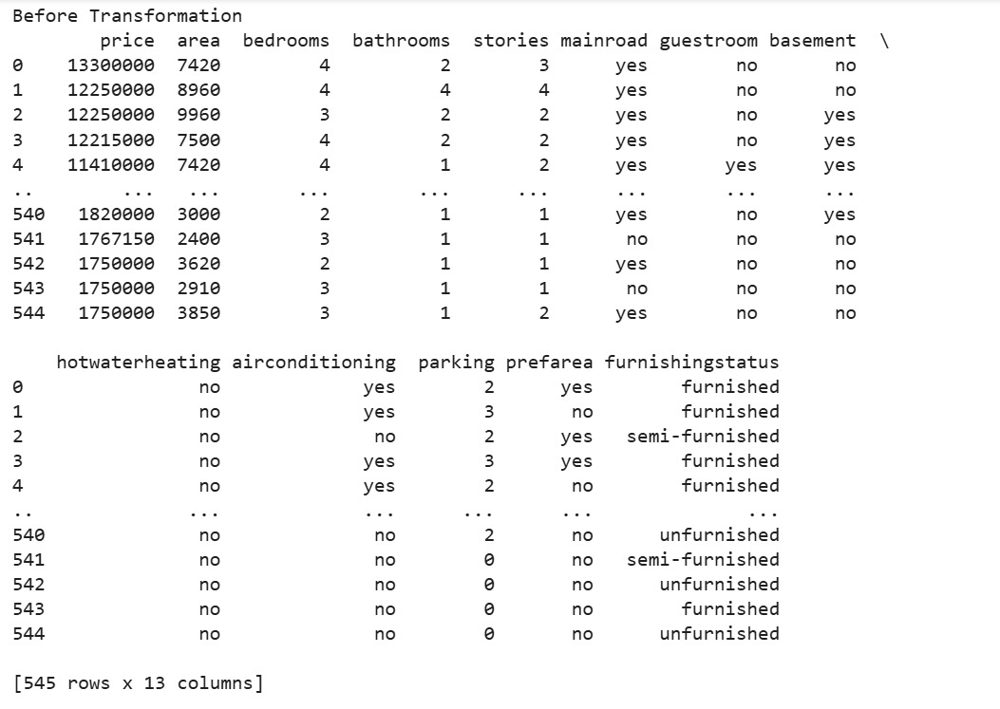 Before Transformation
        price  area  bedrooms  bathrooms  stories mainroad guestroom basement  \
0    13300000  7420         4          2        3      yes        no       no
1    12250000  8960         4          4        4      yes        no       no
2    12250000  9960         3          2        2      yes        no      yes
3    12215000  7500         4          2        2      yes        no      yes
4    11410000  7420         4          1        2      yes       yes      yes
..        ...   ...       ...        ...      ...      ...       ...      ...
540   1820000  3000         2          1        1      yes        no      yes
541   1767150  2400         3          1        1       no        no       no
542   1750000  3620         2          1        1      yes        no       no
543   1750000  2910         3          1        1       no        no       no
544   1750000  3850         3          1        2      yes        no       no
    hotwaterheating airconditioning  parking prefarea furnishingstatus
0                no             yes        2      yes        furnished
1                no             yes        3       no        furnished
2                no              no        2      yes   semi-furnished
3                no             yes        3      yes        furnished
4                no             yes        2       no        furnished
..              ...             ...      ...      ...              ...
540              no              no        2       no      unfurnished
541              no              no        0       no   semi-furnished
542              no              no        0       no      unfurnished
543              no              no        0       no        furnished
544              no              no        0       no      unfurnished
[545 rows x 13 columns]